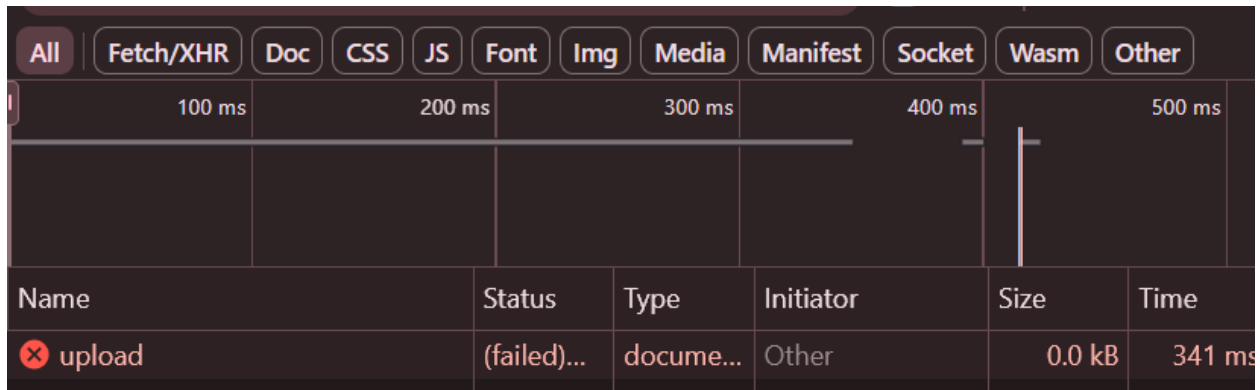 All Fetch/XHR Doc CSS JS Font Img Media Manifest Socket Wasm Other
100 ms 200 ms 300 ms 400 ms 500 ms
Name Status Type Initiator Size Time
upload (failed)... docume... Other 0.0 kB 341 ms